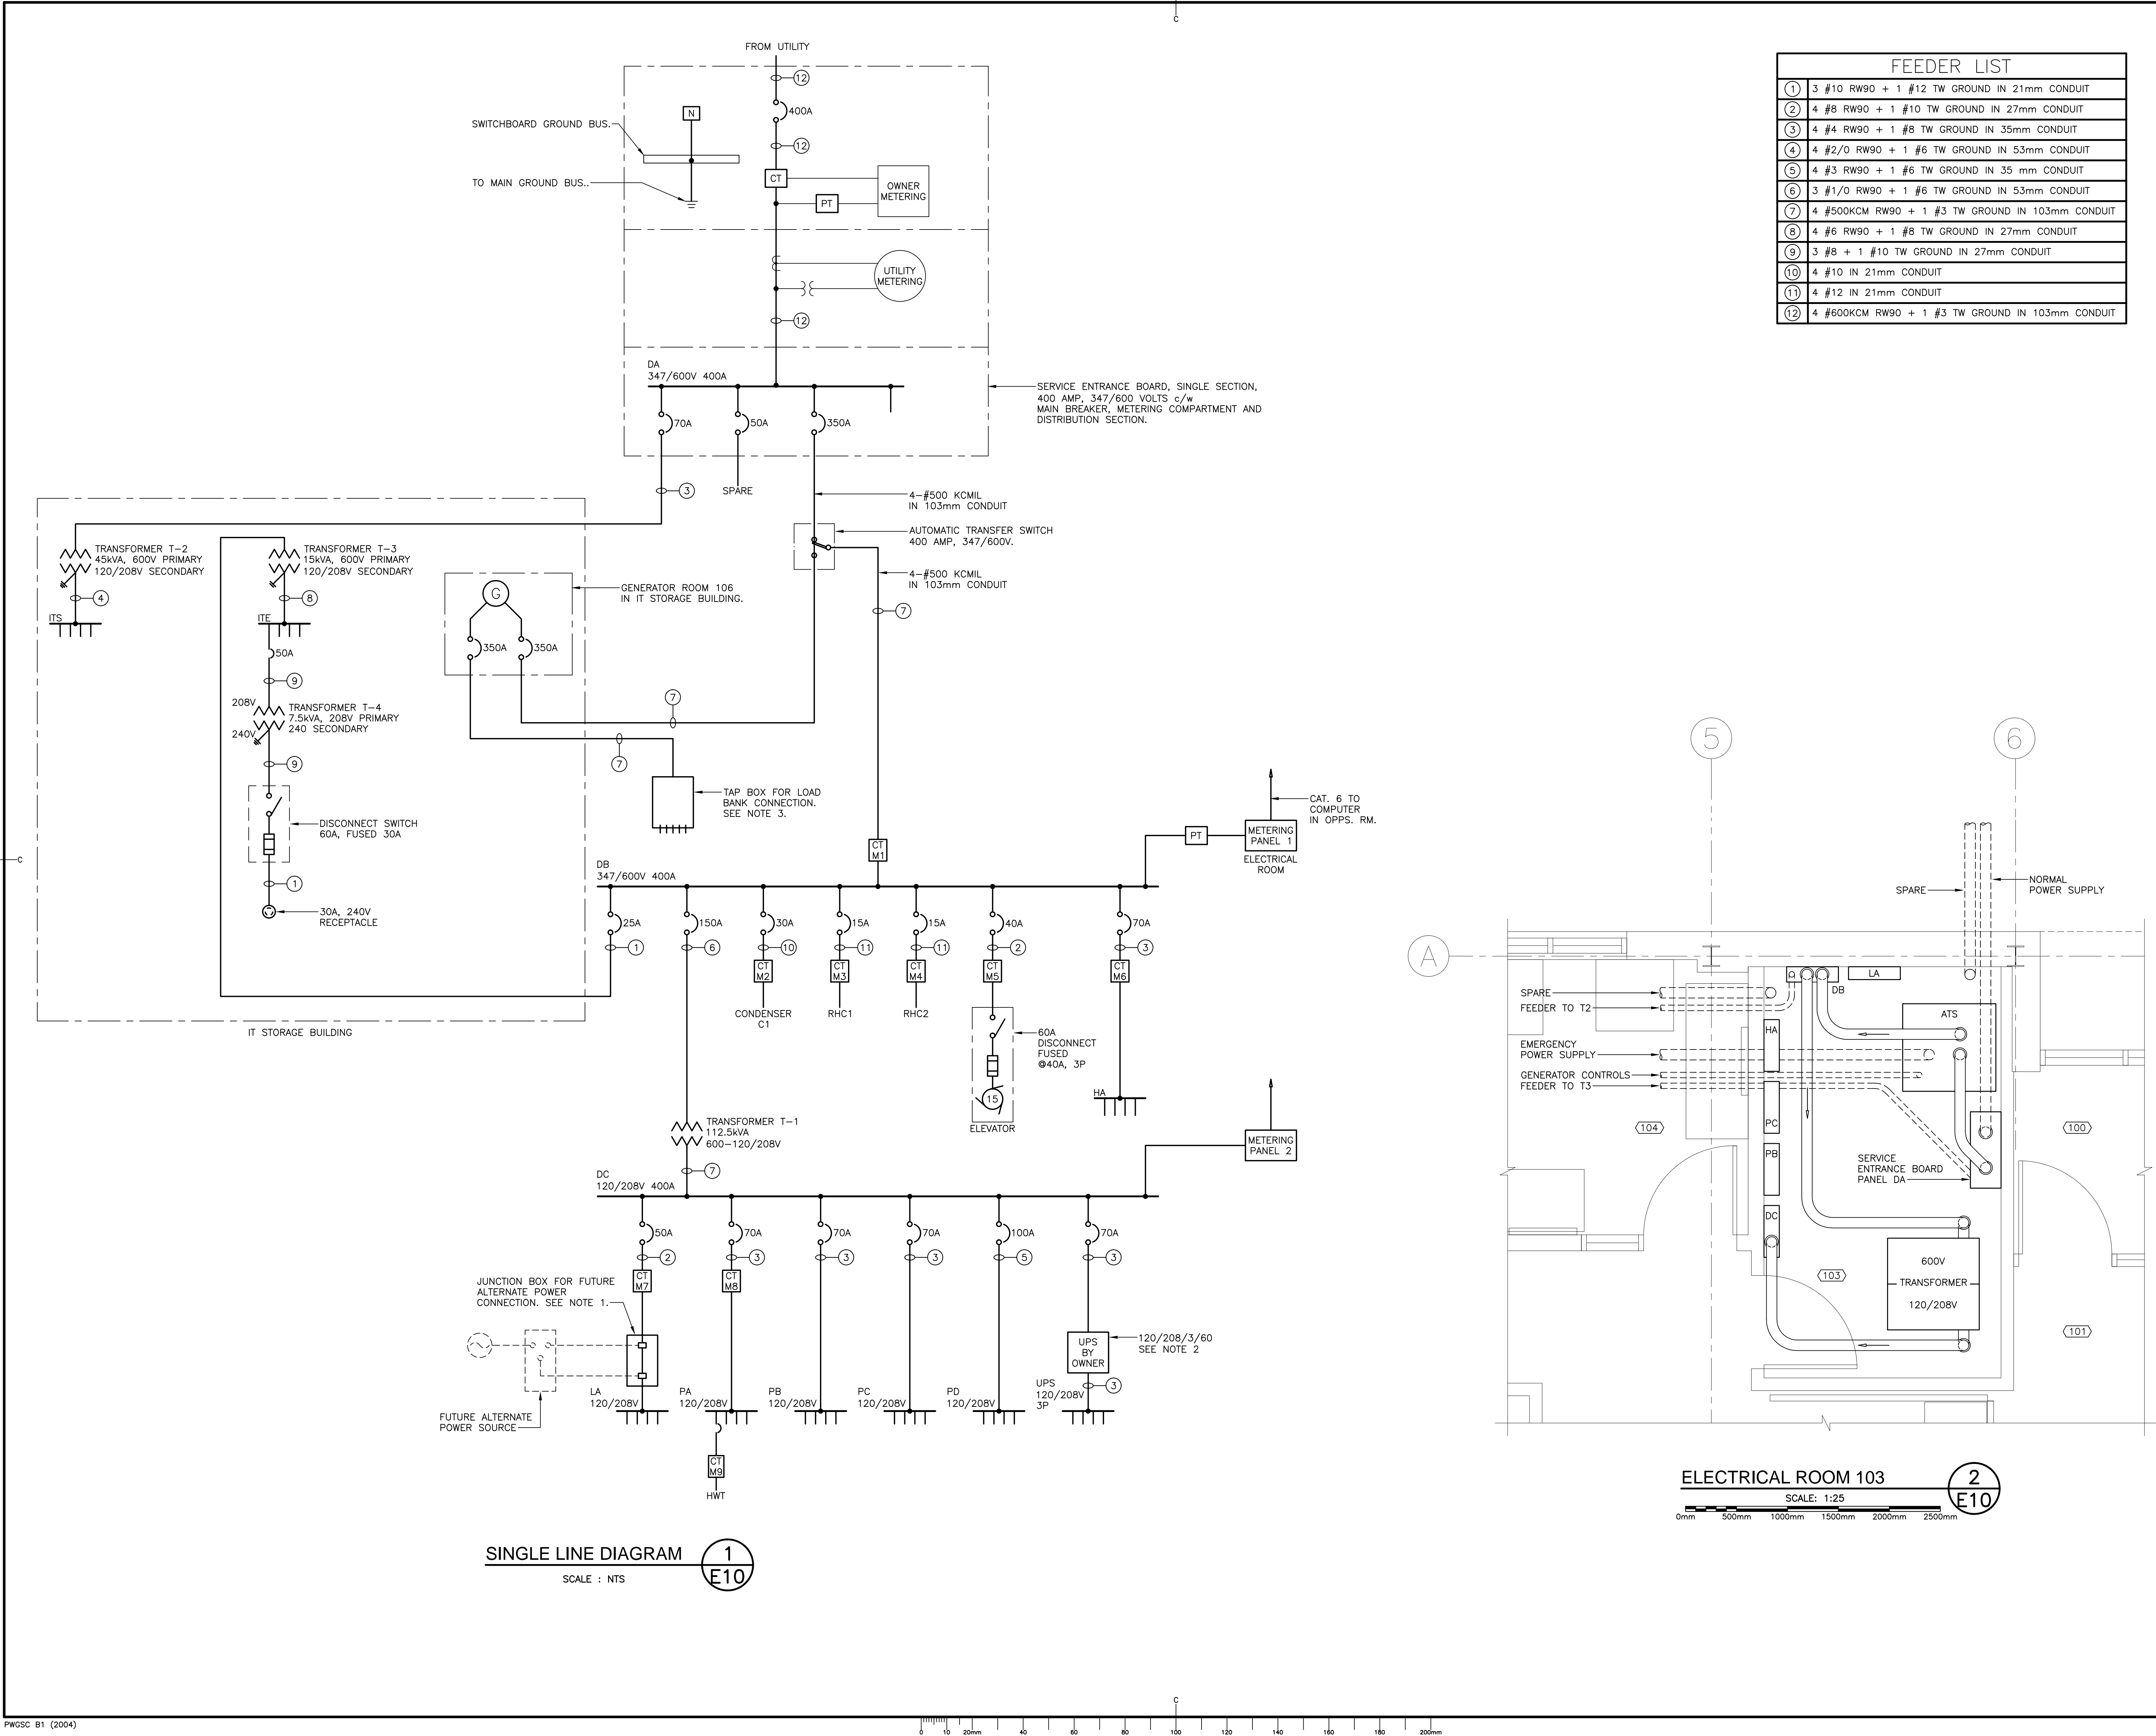 C
FROM UTILITY
12
400A
N
SWITCHBOARD GROUND BUS.
12
CT
OWNER
METERING
TO MAIN GROUND BUS..
PT
UTILITY
METERING
12
DA
347/600V 400A
70A
50A
350A
SERVICE ENTRANCE BOARD, SINGLE SECTION,
400 AMP, 347/600 VOLTS c/w
MAIN BREAKER, METERING COMPARTMENT AND
DISTRIBUTION SECTION.
3
SPARE
4-#500 KCMIL
IN 103mm CONDUIT
AUTOMATIC TRANSFER SWITCH
400 AMP, 347/600V.
4-#500 KCMIL
IN 103mm CONDUIT
7
TRANSFORMER T-2
45kVA, 600V PRIMARY
120/208V SECONDARY
4
ITS
TRANSFORMER T-3
15kVA, 600V PRIMARY
120/208V SECONDARY
8
ITE
50A
9
208V
TRANSFORMER T-4
7.5kVA, 208V PRIMARY
240 SECONDARY
240V
9
DISCONNECT SWITCH
60A, FUSED 30A
1
30A, 240V
RECEPTACLE
IT STORAGE BUILDING
G
350A
350A
GENERATOR ROOM 106
IN IT STORAGE BUILDING.
7
7
TAP BOX FOR LOAD
BANK CONNECTION.
SEE NOTE 3.
CT
M1
PT
METERING
PANEL 1
ELECTRICAL
ROOM
CAT. 6 TO
COMPUTER
IN OPPS. RM.
C
DB
347/600V 400A
25A
150A
30A
15A
15A
40A
70A
1
6
10
11
11
2
3
CT
M2
CT
M3
CT
M4
CT
M5
CT
M6
CONDENSER
C1
RHC1
RHC2
60A
DISCONNECT
FUSED
@40A, 3P
15
ELEVATOR
HA
TRANSFORMER T-1
112.5kVA
600-120/208V
7
METERING
PANEL 2
DC
120/208V 400A
50A
70A
70A
70A
100A
70A
2
3
3
3
5
3
CT
M7
CT
M8
JUNCTION BOX FOR FUTURE
ALTERNATE POWER
CONNECTION. SEE NOTE 1.
UPS
BY
OWNER
120/208/3/60
SEE NOTE 2
3
LA
120/208V
PA
120/208V
PB
120/208V
PC
120/208V
PD
120/208V
UPS
120/208V
3P
FUTURE ALTERNATE
POWER SOURCE
CT
M9
HWT
SINGLE LINE DIAGRAM
SCALE : NTS
1
E10
FEEDER LIST
1 3 #10 RW90 + 1 #12 TW GROUND IN 21mm CONDUIT
2 4 #8 RW90 + 1 #10 TW GROUND IN 27mm CONDUIT
3 4 #4 RW90 + 1 #8 TW GROUND IN 35mm CONDUIT
4 4 #2/0 RW90 + 1 #6 TW GROUND IN 53mm CONDUIT
5 4 #3 RW90 + 1 #6 TW GROUND IN 35 mm CONDUIT
6 3 #1/0 RW90 + 1 #6 TW GROUND IN 53mm CONDUIT
7 4 #500KCM RW90 + 1 #3 TW GROUND IN 103mm CONDUIT
8 4 #6 RW90 + 1 #8 TW GROUND IN 27mm CONDUIT
9 3 #8 + 1 #10 TW GROUND IN 27mm CONDUIT
10 4 #10 IN 21mm CONDUIT
11 4 #12 IN 21mm CONDUIT
12 4 #600KCM RW90 + 1 #3 TW GROUND IN 103mm CONDUIT
5
6
A
SPARE
NORMAL
POWER SUPPLY
LA
DB
SPARE
FEEDER TO T2
ATS
HA
EMERGENCY
POWER SUPPLY
GENERATOR CONTROLS
FEEDER TO T3
PC
104
100
PB
SERVICE
ENTRANCE BOARD
PANEL DA
DC
600V
TRANSFORMER
120/208V
103
101
ELECTRICAL ROOM 103
SCALE: 1:25
0mm 500mm 1000mm 1500mm 2000mm 2500mm
2
E10
C
PWGSC B1 (2004)
0 10 20mm 40 60 80 100 120 140 160 180 200mm